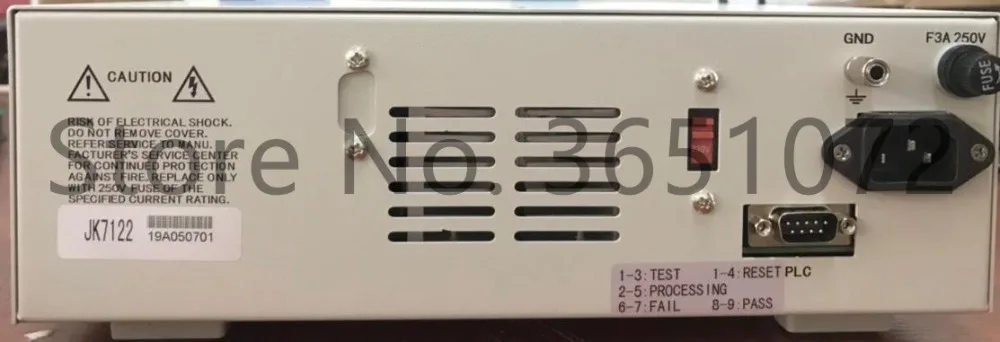 GND
F3A 250V
FUSE
CAUTION
RISK OF ELECTRICAL SHOCK.
DO NOT REMOVE COVER.
REFER SERVICE TO MANU.
FACTURER'S SERVICE CENTER
FOR CONTINUED PROTECTION
AGAINST FIRE. REPLACE ONLY
WITH 250V FUSE OF THE
SPECIFIED CURRENT RATING.
Store No. 3651072
JK7122
19A050701
1-3:TEST 1-4:RESET PLC
2-5:PROCESSING
6-7:FAIL 8-9:PASS